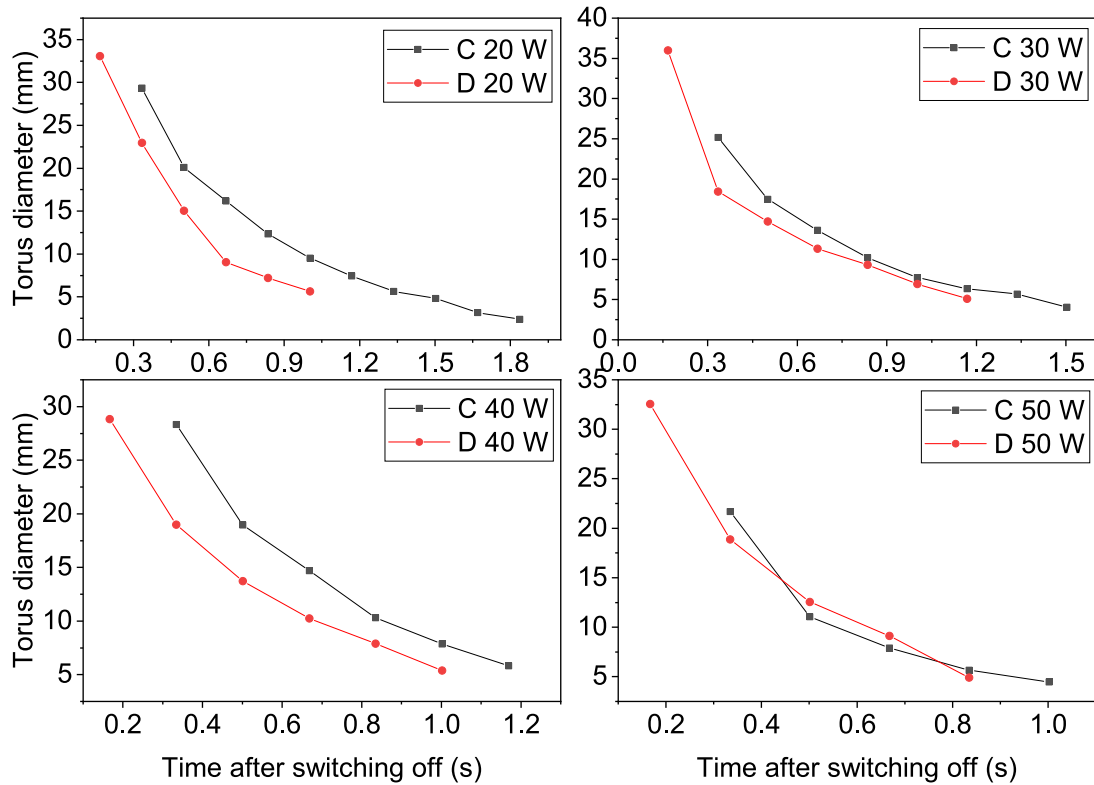 35
30
25
20
15
10
5
0
Torus diameter (mm)
C 20 W
D 20 W
0.3 0.6 0.9 1.2 1.5 1.8
40
35
30
25
20
15
10
5
0
C 30 W
D 30 W
0.0 0.3 0.6 0.9 1.2 1.5
30
25
20
15
10
5
Torus diameter (mm)
C 40 W
D 40 W
0.2 0.4 0.6 0.8 1.0 1.2
Time after switching off (s)
35
30
25
20
15
10
5
C 50 W
D 50 W
0.2 0.4 0.6 0.8 1.0
Time after switching off (s)